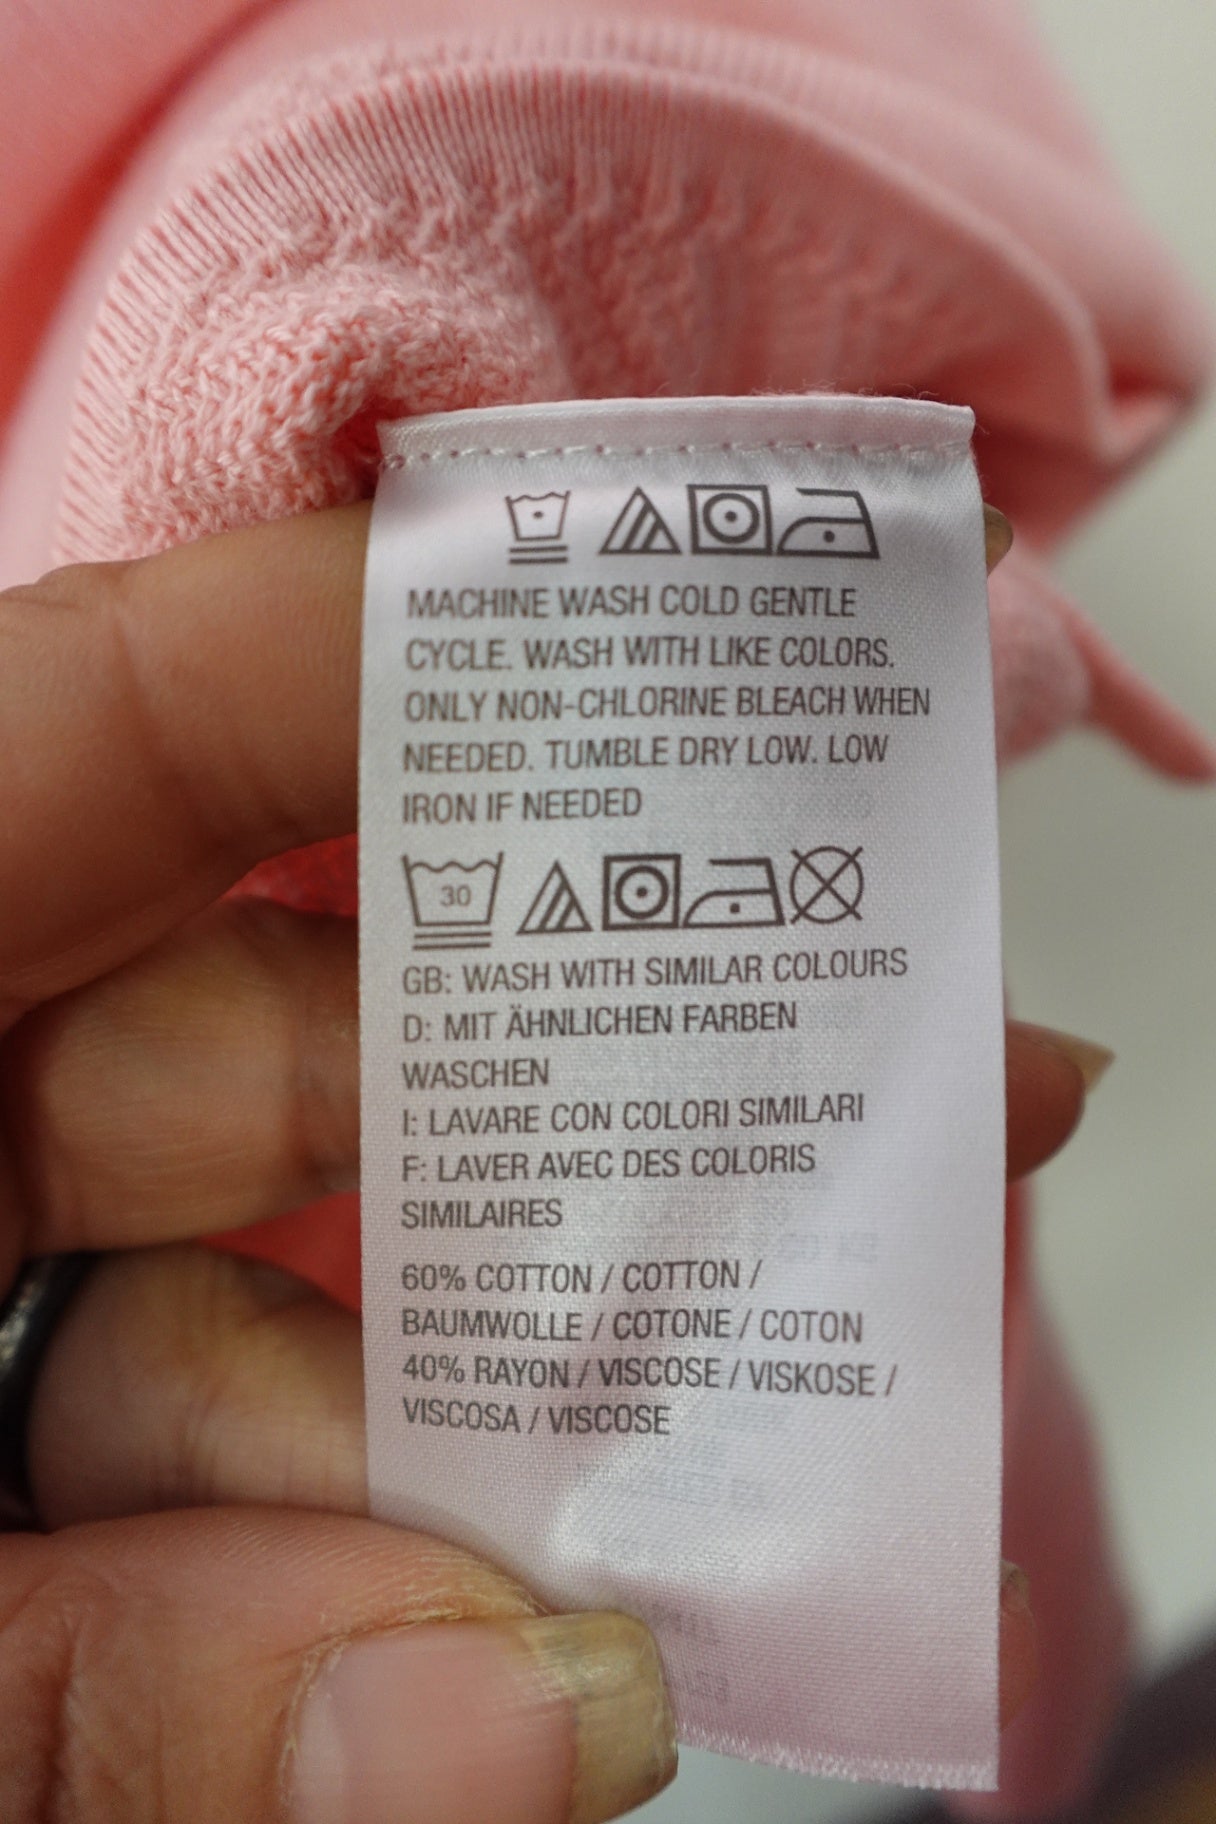 MACHINE WASH COLD GENTLE
CYCLE. WASH WITH LIKE COLORS.
ONLY NON-CHLORINE BLEACH WHEN
NEEDED. TUMBLE DRY LOW. LOW
IRON IF NEEDED
30
GB: WASH WITH SIMILAR COLOURS
D: MIT ÄHNLICHEN FARBEN
WASCHEN
I: LAVARE CON COLORI SIMILARI
F: LAVER AVEC DES COLORIS
SIMILAIRES
60% COTTON / COTTON /
BAUMWOLLE / COTONE / COTON
40% RAYON / VISCOSE / VISKOSE /
VISCOSA / VISCOSE